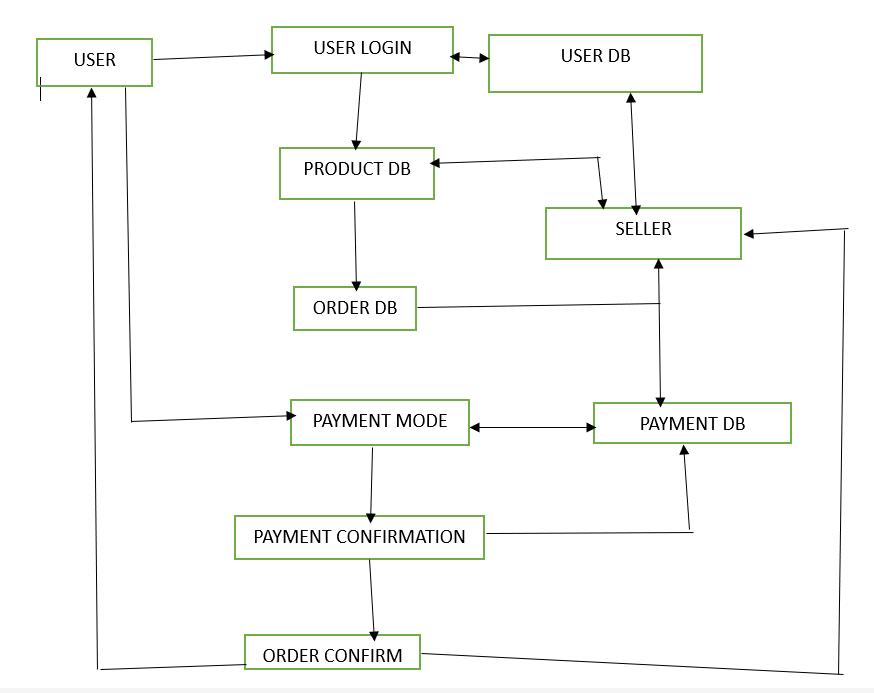 USER
USER LOGIN
USER DB
PRODUCT DB
SELLER
ORDER DB
PAYMENT MODE
PAYMENT DB
PAYMENT CONFIRMATION
ORDER CONFIRM